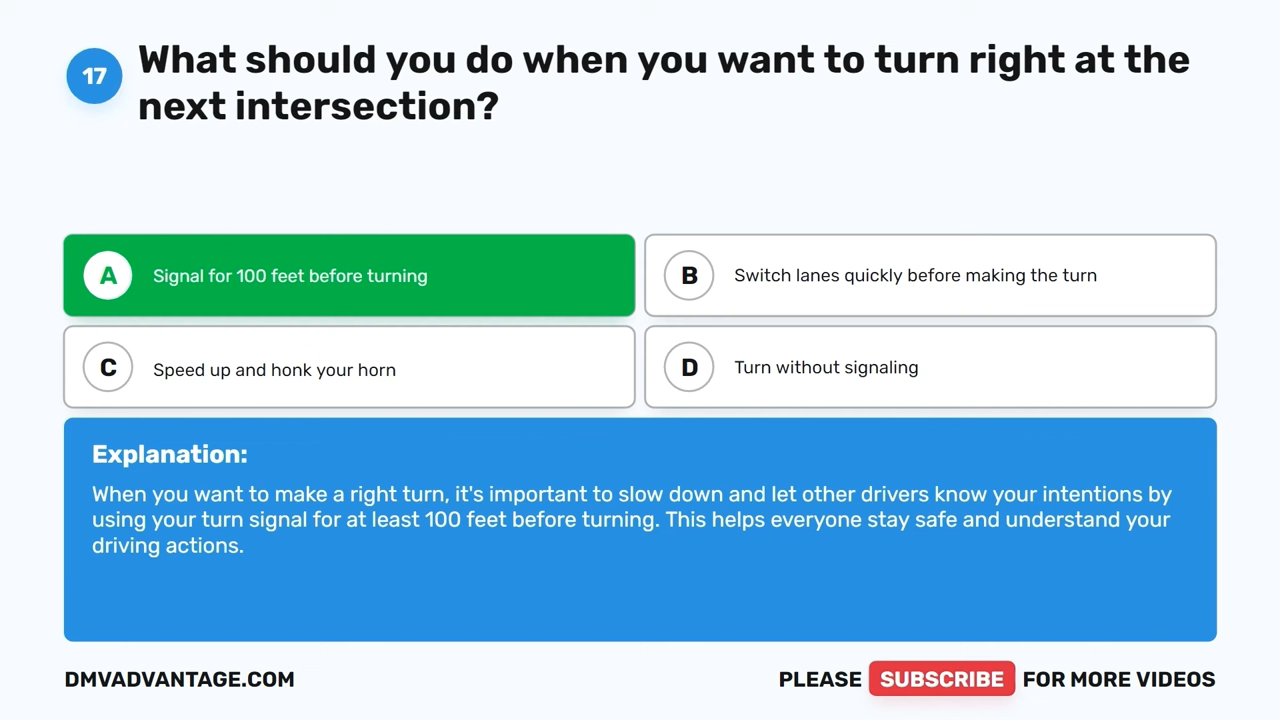 17
What should you do when you want to turn right at the
next intersection?
A Signal for 100 feet before turning
B Switch lanes quickly before making the turn
C Speed up and honk your horn
D Turn without signaling
Explanation:
When you want to make a right turn, it's important to slow down and let other drivers know your intentions by
using your turn signal for at least 100 feet before turning. This helps everyone stay safe and understand your
driving actions.
DMVADVANTAGE.COM
PLEASE SUBSCRIBE FOR MORE VIDEOS